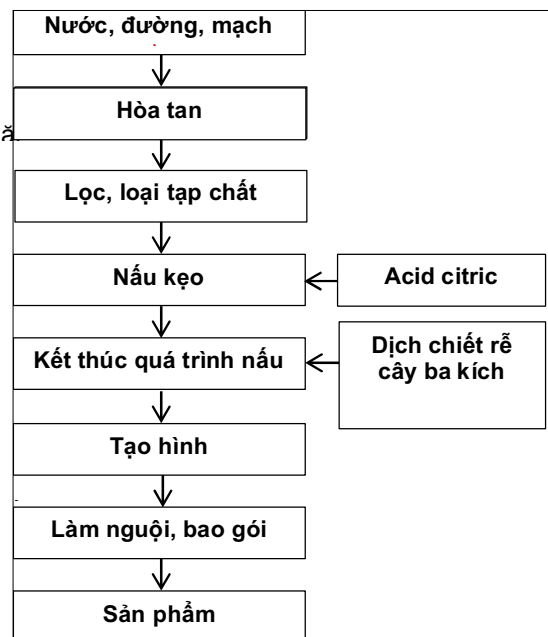 Nước, đường, mạch
Hòa tan
Lọc, loại tạp chất
Nấu kẹo
Acid citric
Kết thúc quá trình nấu
Dịch chiết rễ
cây ba kích
Tạo hình
Làm nguội, bao gói
Sản phẩm